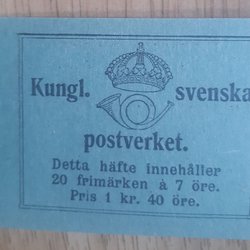 Kungl. svenska
postverket.
Detta häfte innehåller
20 frimärken à 7 öre.
Pris 1 kr. 40 öre.